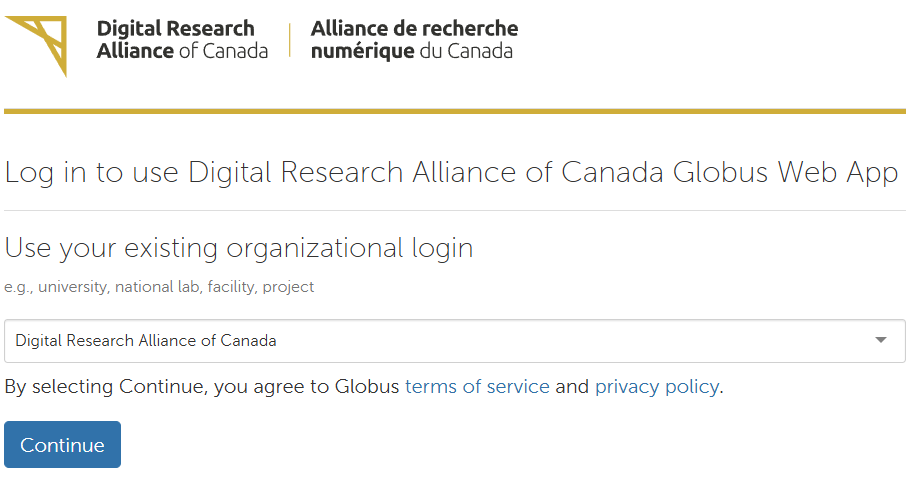 Digital Research
Alliance of Canada
Alliance de recherche
numérique du Canada
Log in to use Digital Research Alliance of Canada Globus Web App
Use your existing organizational login
e.g., university, national lab, facility, project
Digital Research Alliance of Canada
By selecting Continue, you agree to Globus terms of service and privacy policy.
Continue